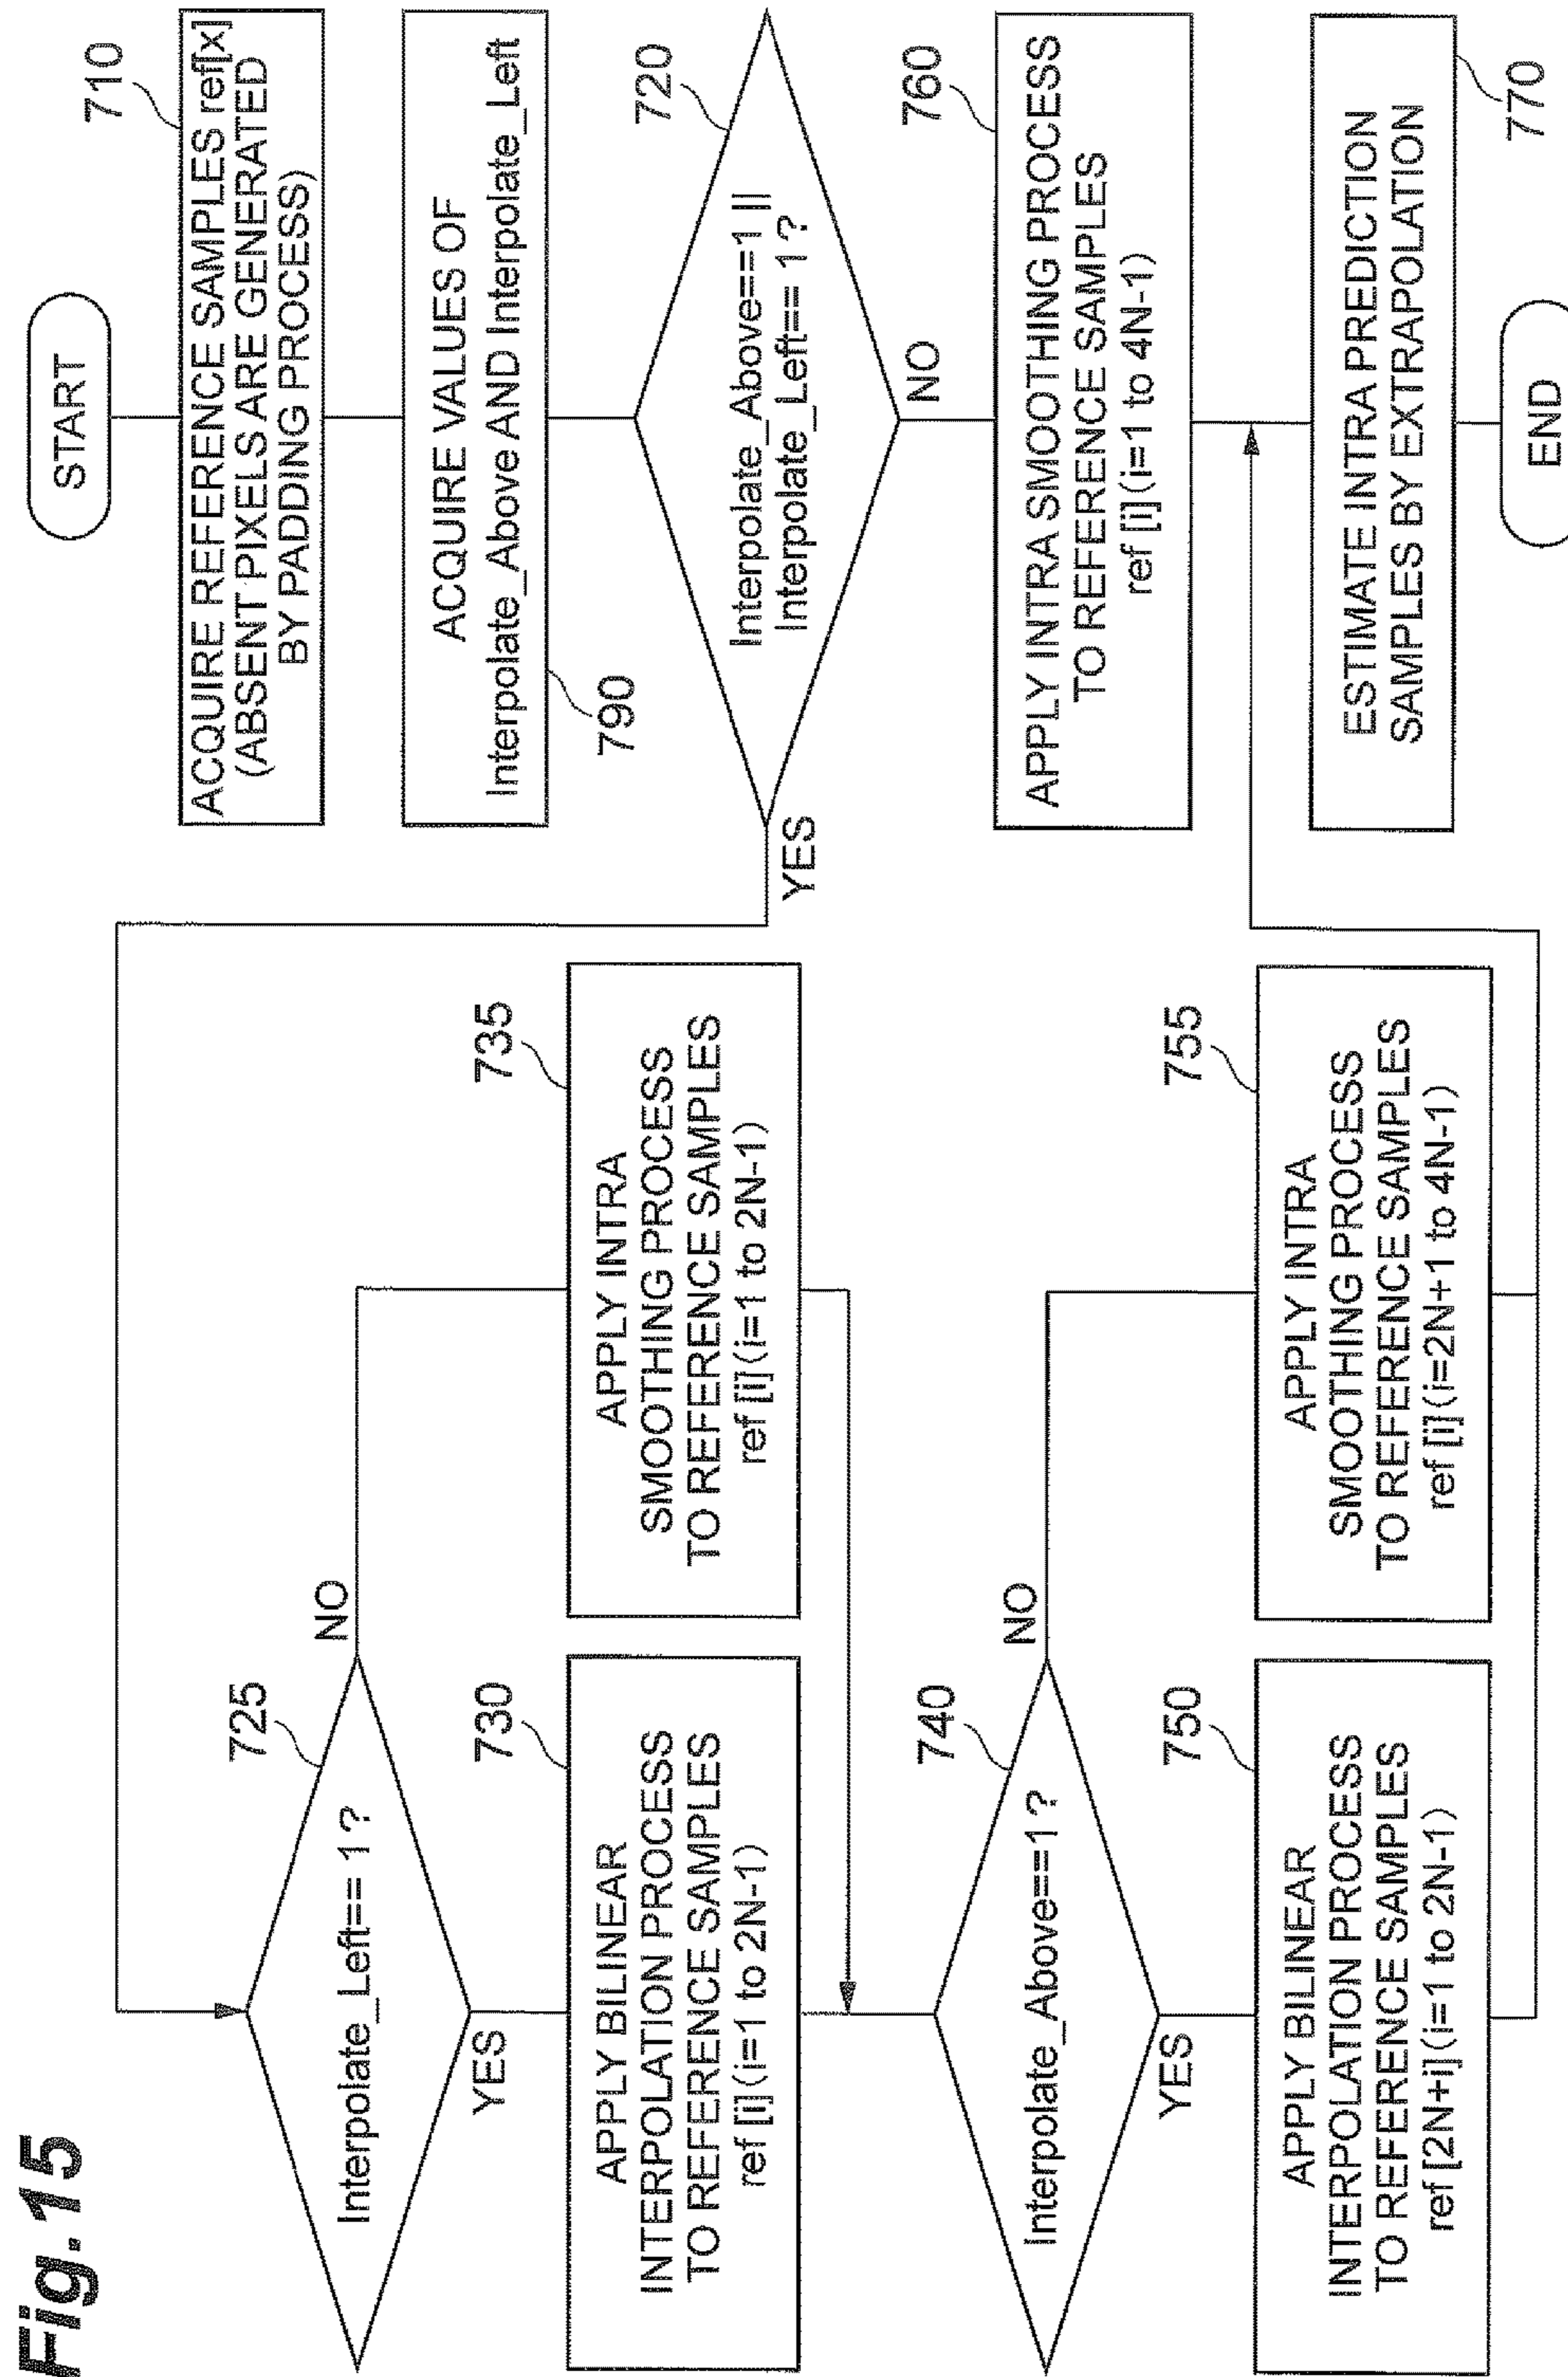 Fig.15
START
710
ACQUIRE REFERENCE SAMPLES ref[x]
(ABSENT PIXELS ARE GENERATED
BY PADDING PROCESS)
ACQUIRE VALUES OF
Interpolate_Above AND Interpolate_Left
790
720
Interpolate_Above==1 ||
Interpolate_Left== 1 ?
YES
NO
760
APPLY INTRA SMOOTHING PROCESS
TO REFERENCE SAMPLES
ref [i](i=1 to 4N-1)
ESTIMATE INTRA PREDICTION
SAMPLES BY EXTRAPOLATION
770
END
725
Interpolate_Left== 1 ?
NO
YES
730
APPLY BILINEAR
INTERPOLATION PROCESS
TO REFERENCE SAMPLES
ref [i](i=1 to 2N-1)
735
APPLY INTRA
SMOOTHING PROCESS
TO REFERENCE SAMPLES
ref [i](i=1 to 2N-1)
740
Interpolate_Above==1 ?
NO
YES
750
APPLY BILINEAR
INTERPOLATION PROCESS
TO REFERENCE SAMPLES
ref [2N+i](i=1 to 2N-1)
755
APPLY INTRA
SMOOTHING PROCESS
TO REFERENCE SAMPLES
ref [i](i=2N+1 to 4N-1)